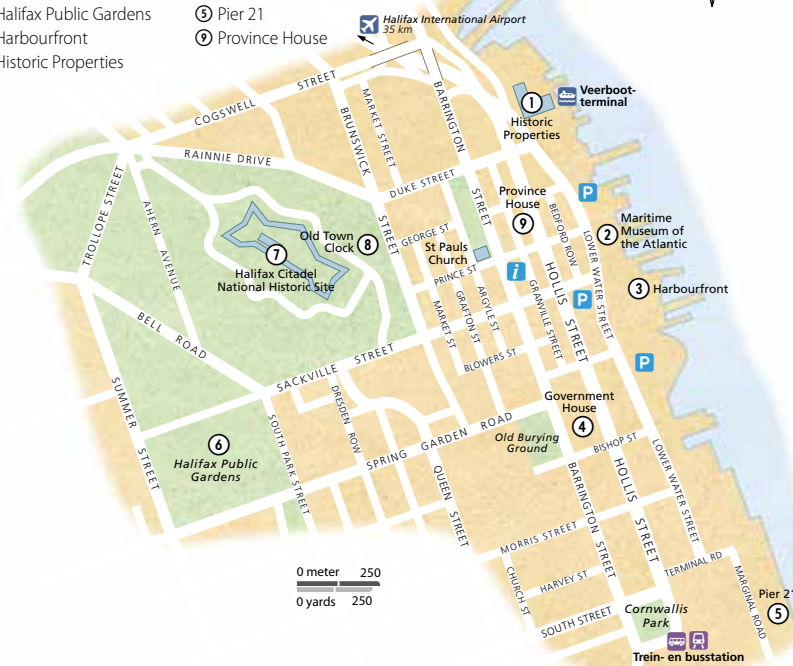 Halifax Public Gardens
Harbourfront
Historic Properties
5 Pier 21
9 Province House
Halifax International Airport
35 km
COGSWELL STREET
BARRINGTON STREET
BRUNSWICK STREET
MARKET STREET
1
Historic
Properties
Veerboot-
terminal
RAINNIE DRIVE
DUKE STREET
TROLLOPE STREET
AHERN AVENUE
Old Town
Clock
8
GEORGE ST
Province
House
9
BEDFORD ROW
P
2
Maritime
Museum of
the Atlantic
LOWER WATER STREET
7
Halifax Citadel
National Historic Site
St Pauls
Church
PRINCE ST
i
HOLLIS STREET
P
3
Harbourfront
MARKET ST
GRAFTON ST
ARGYLE ST
GRANVILLE STREET
BELL ROAD
SACKVILLE STREET
BLOWERS ST
P
SUMMER STREET
DRESDEN ROW
SOUTH PARK STREET
6
Halifax Public
Gardens
SPRING GARDEN ROAD
Government
House
4
Old Burying
Ground
BISHOP ST
QUEEN STREET
BARRINGTON STREET
HOLLIS STREET
LOWER WATER STREET
MORRIS STREET
0 meter 250
0 yards 250
CHURCH ST
HARVEY ST
TERMINAL RD
MARGINAL ROAD
Pier 21
5
SOUTH STREET
Cornwallis
Park
Trein- en busstation